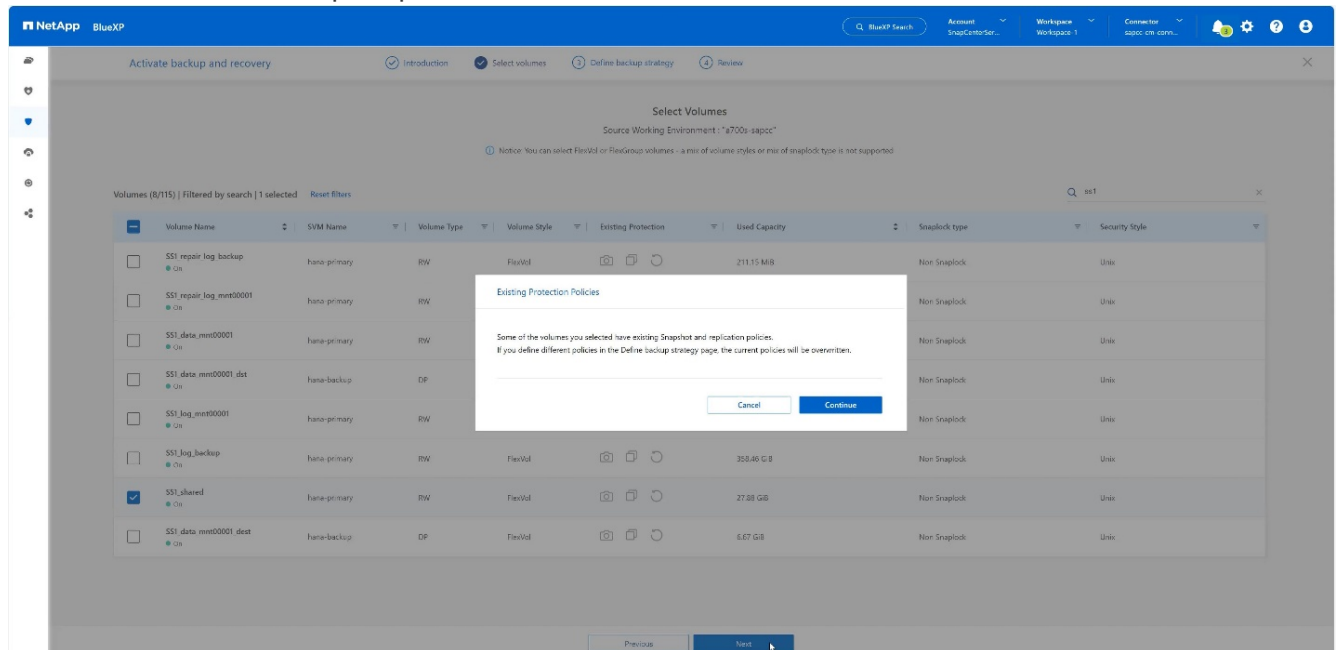 NetApp BlueXP
BlueXP Search
Account
SnapCenterSer...
Workspace
Workspace-1
Connector
sapcc-cm-conn...
3
Activate backup and recovery
Introduction
Select volumes
3 Define backup strategy
4 Review
Select Volumes
Source Working Environment : "a700s-sapcc"
Notice: You can select FlexVol or FlexGroup volumes - a mix of volume styles or mix of snaplock type is not supported
Volumes (8/115) | Filtered by search | 1 selected Reset filters
ss1
Volume Name SVM Name Volume Type Volume Style Existing Protection Used Capacity Snaplock type Security Style
SS1_repair_log_backup
On
hana-primary RW FlexVol 211.15 MiB Non Snaplock Unix
SS1_repair_log_mnt00001
On
hana-primary RW Non Snaplock Unix
SS1_data_mnt00001
On
hana-primary RW Non Snaplock Unix
SS1_data_mnt00001_dst
On
hana-backup DP Non Snaplock Unix
SS1_log_mnt00001
On
hana-primary RW Non Snaplock Unix
SS1_log_backup
On
hana-primary RW FlexVol 358.46 GiB Non Snaplock Unix
SS1_shared
On
hana-primary RW FlexVol 27.88 GiB Non Snaplock Unix
SS1_data_mnt00001_dest
On
hana-backup DP FlexVol 6.67 GiB Non Snaplock Unix
Existing Protection Policies
Some of the volumes you selected have existing Snapshot and replication policies.
If you define different policies in the Define backup strategy page, the current policies will be overwritten.
Cancel
Continue
Previous
Next